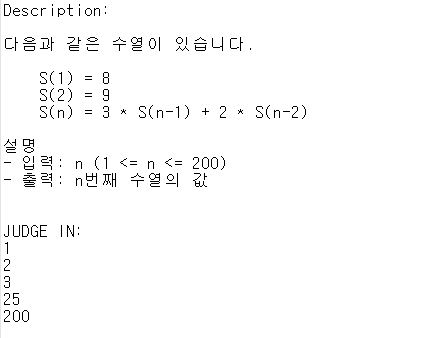 Description:
다음과 같은 수열이 있습니다.
S(1) = 8
S(2) = 9
S(n) = 3 * S(n-1) + 2 * S(n-2)
설명
- 입력: n (1 <= n <= 200)
- 출력: n번째 수열의 값
JUDGE IN:
1
2
3
25
200